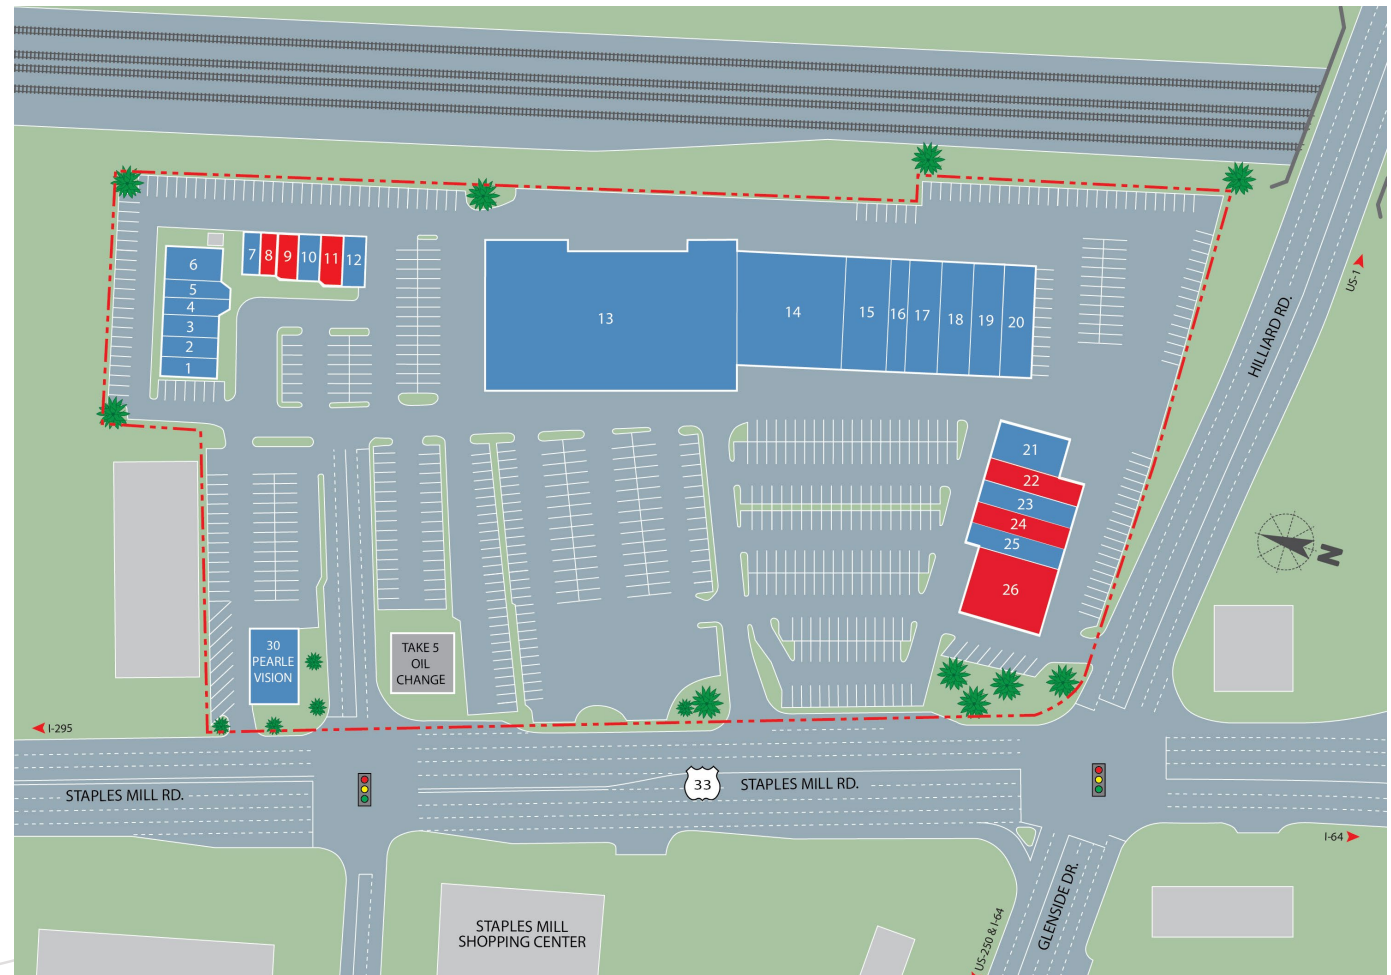 7
8
9
10
11
12
6
5
4
3
2
1
13
14
15
16
17
18
19
20
HILLIARD RD.
US-1
21
22
23
24
25
26
N
30
PEARLE
VISION
TAKE 5
OIL
CHANGE
I-295
STAPLES MILL RD.
33
STAPLES MILL RD.
I-64
GLENSIDE DR.
US-250 & I-64
STAPLES MILL
SHOPPING CENTER